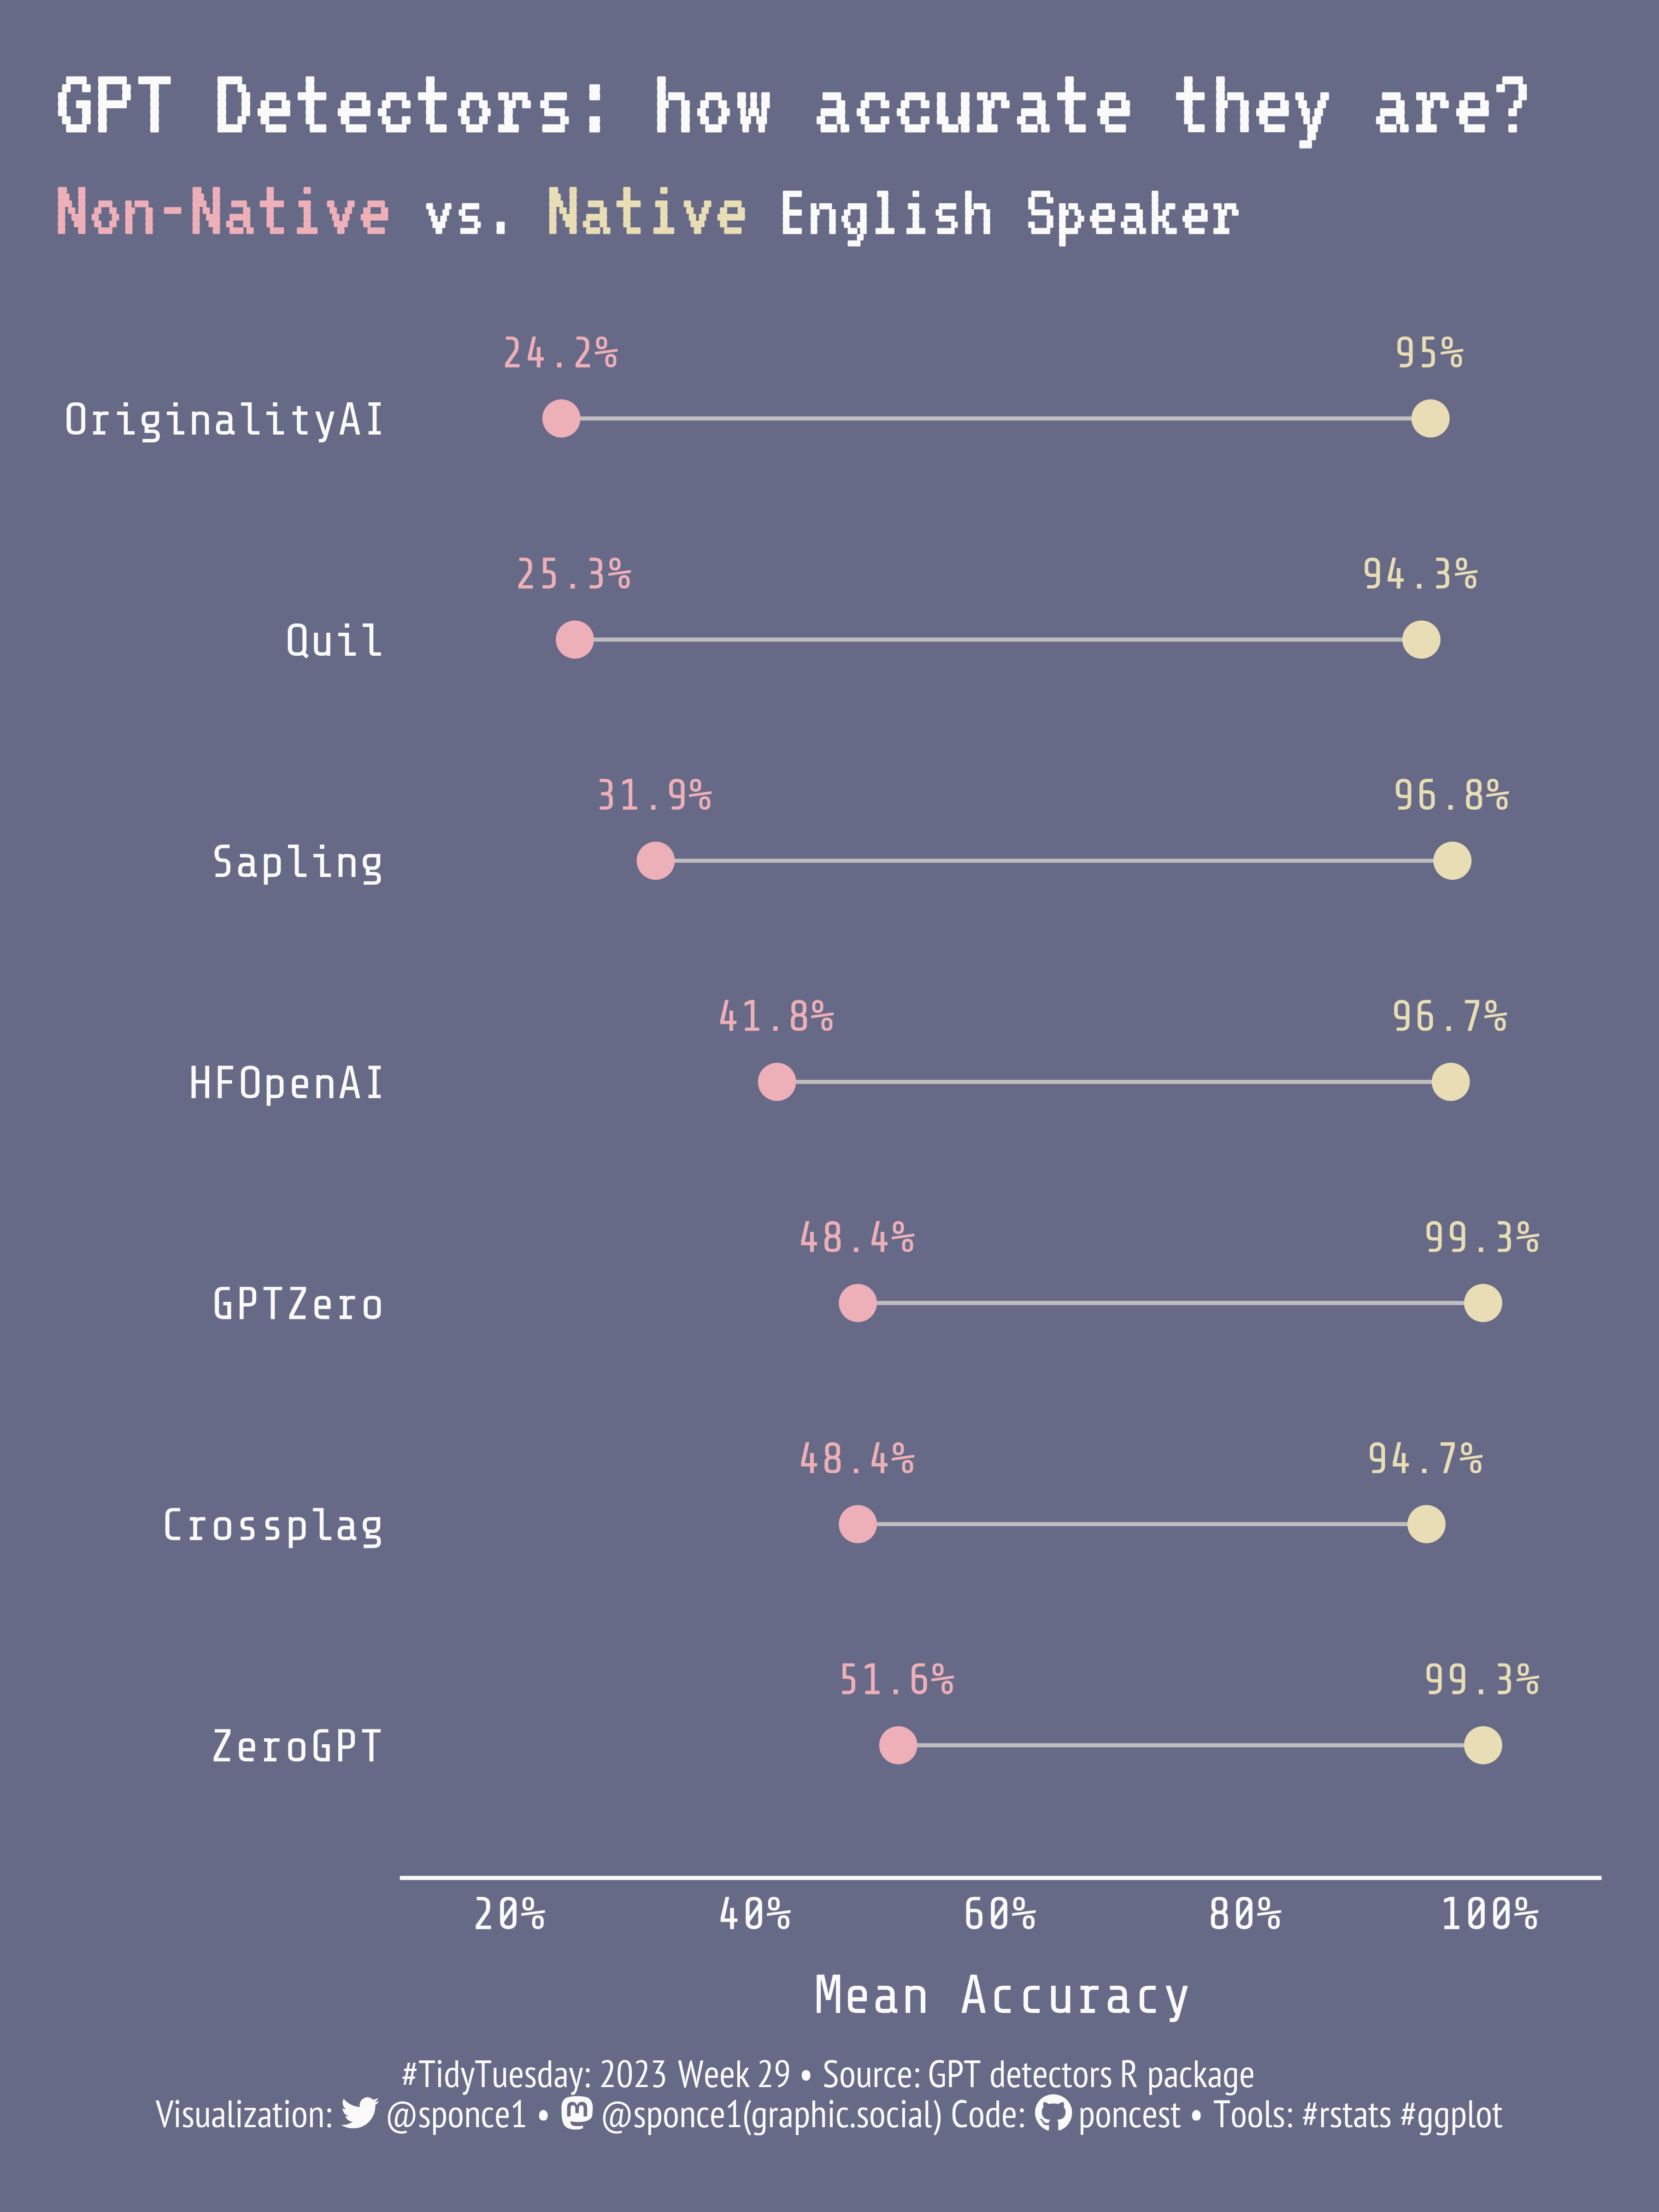 GPT Detectors: how accurate they are?
Non-Native vs. Native English Speaker
24.2% 95%
OriginalityAI
25.3% 94.3%
Quil
31.9% 96.8%
Sapling
41.8% 96.7%
HFOpenAI
48.4% 99.3%
GPTZero
48.4% 94.7%
Crossplag
51.6% 99.3%
ZeroGPT
20% 40% 60% 80% 100%
Mean Accuracy
#TidyTuesday: 2023 Week 29 • Source: GPT detectors R package
Visualization: @sponce1 • @sponce1(graphic.social) Code: poncest • Tools: #rstats #ggplot